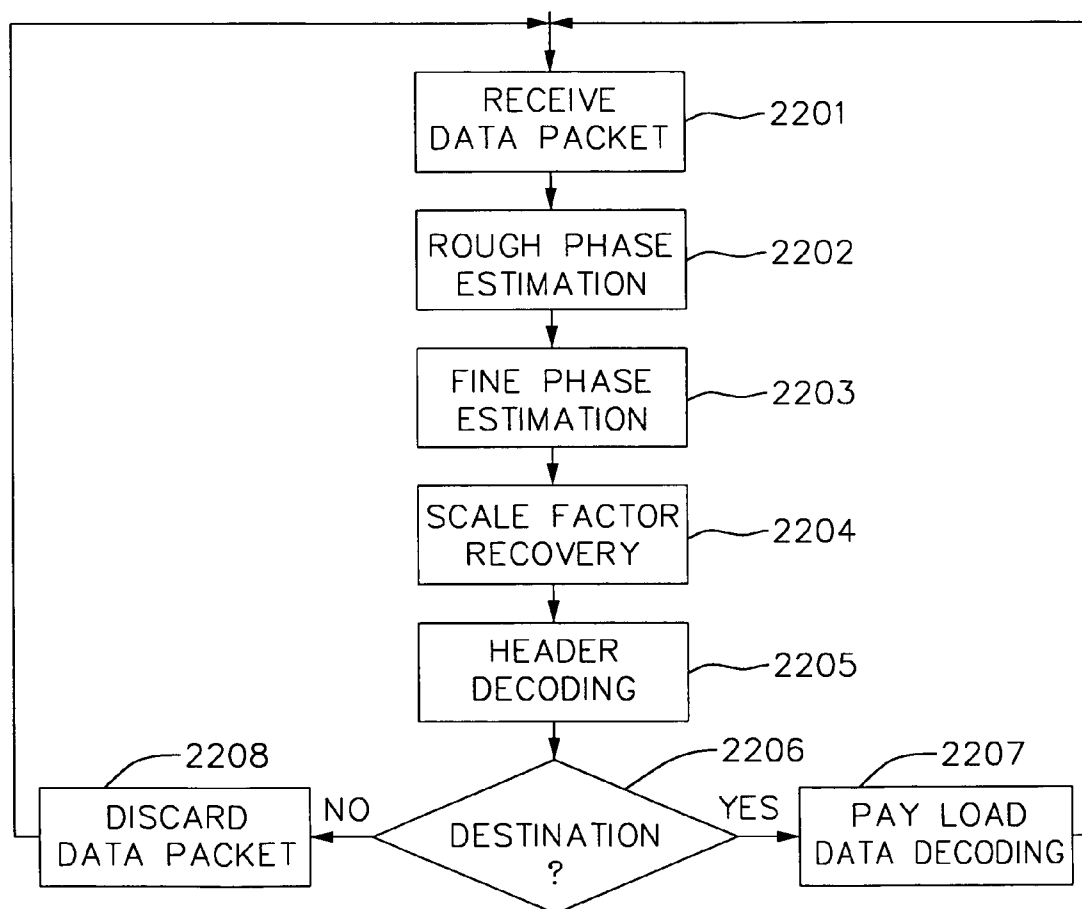 RECEIVE
DATA PACKET
2201
ROUGH PHASE
ESTIMATION
2202
FINE PHASE
ESTIMATION
2203
SCALE FACTOR
RECOVERY
2204
HEADER
DECODING
2205
2208
DISCARD
DATA PACKET
NO
2206
DESTINATION
?
YES
2207
PAY LOAD
DATA DECODING